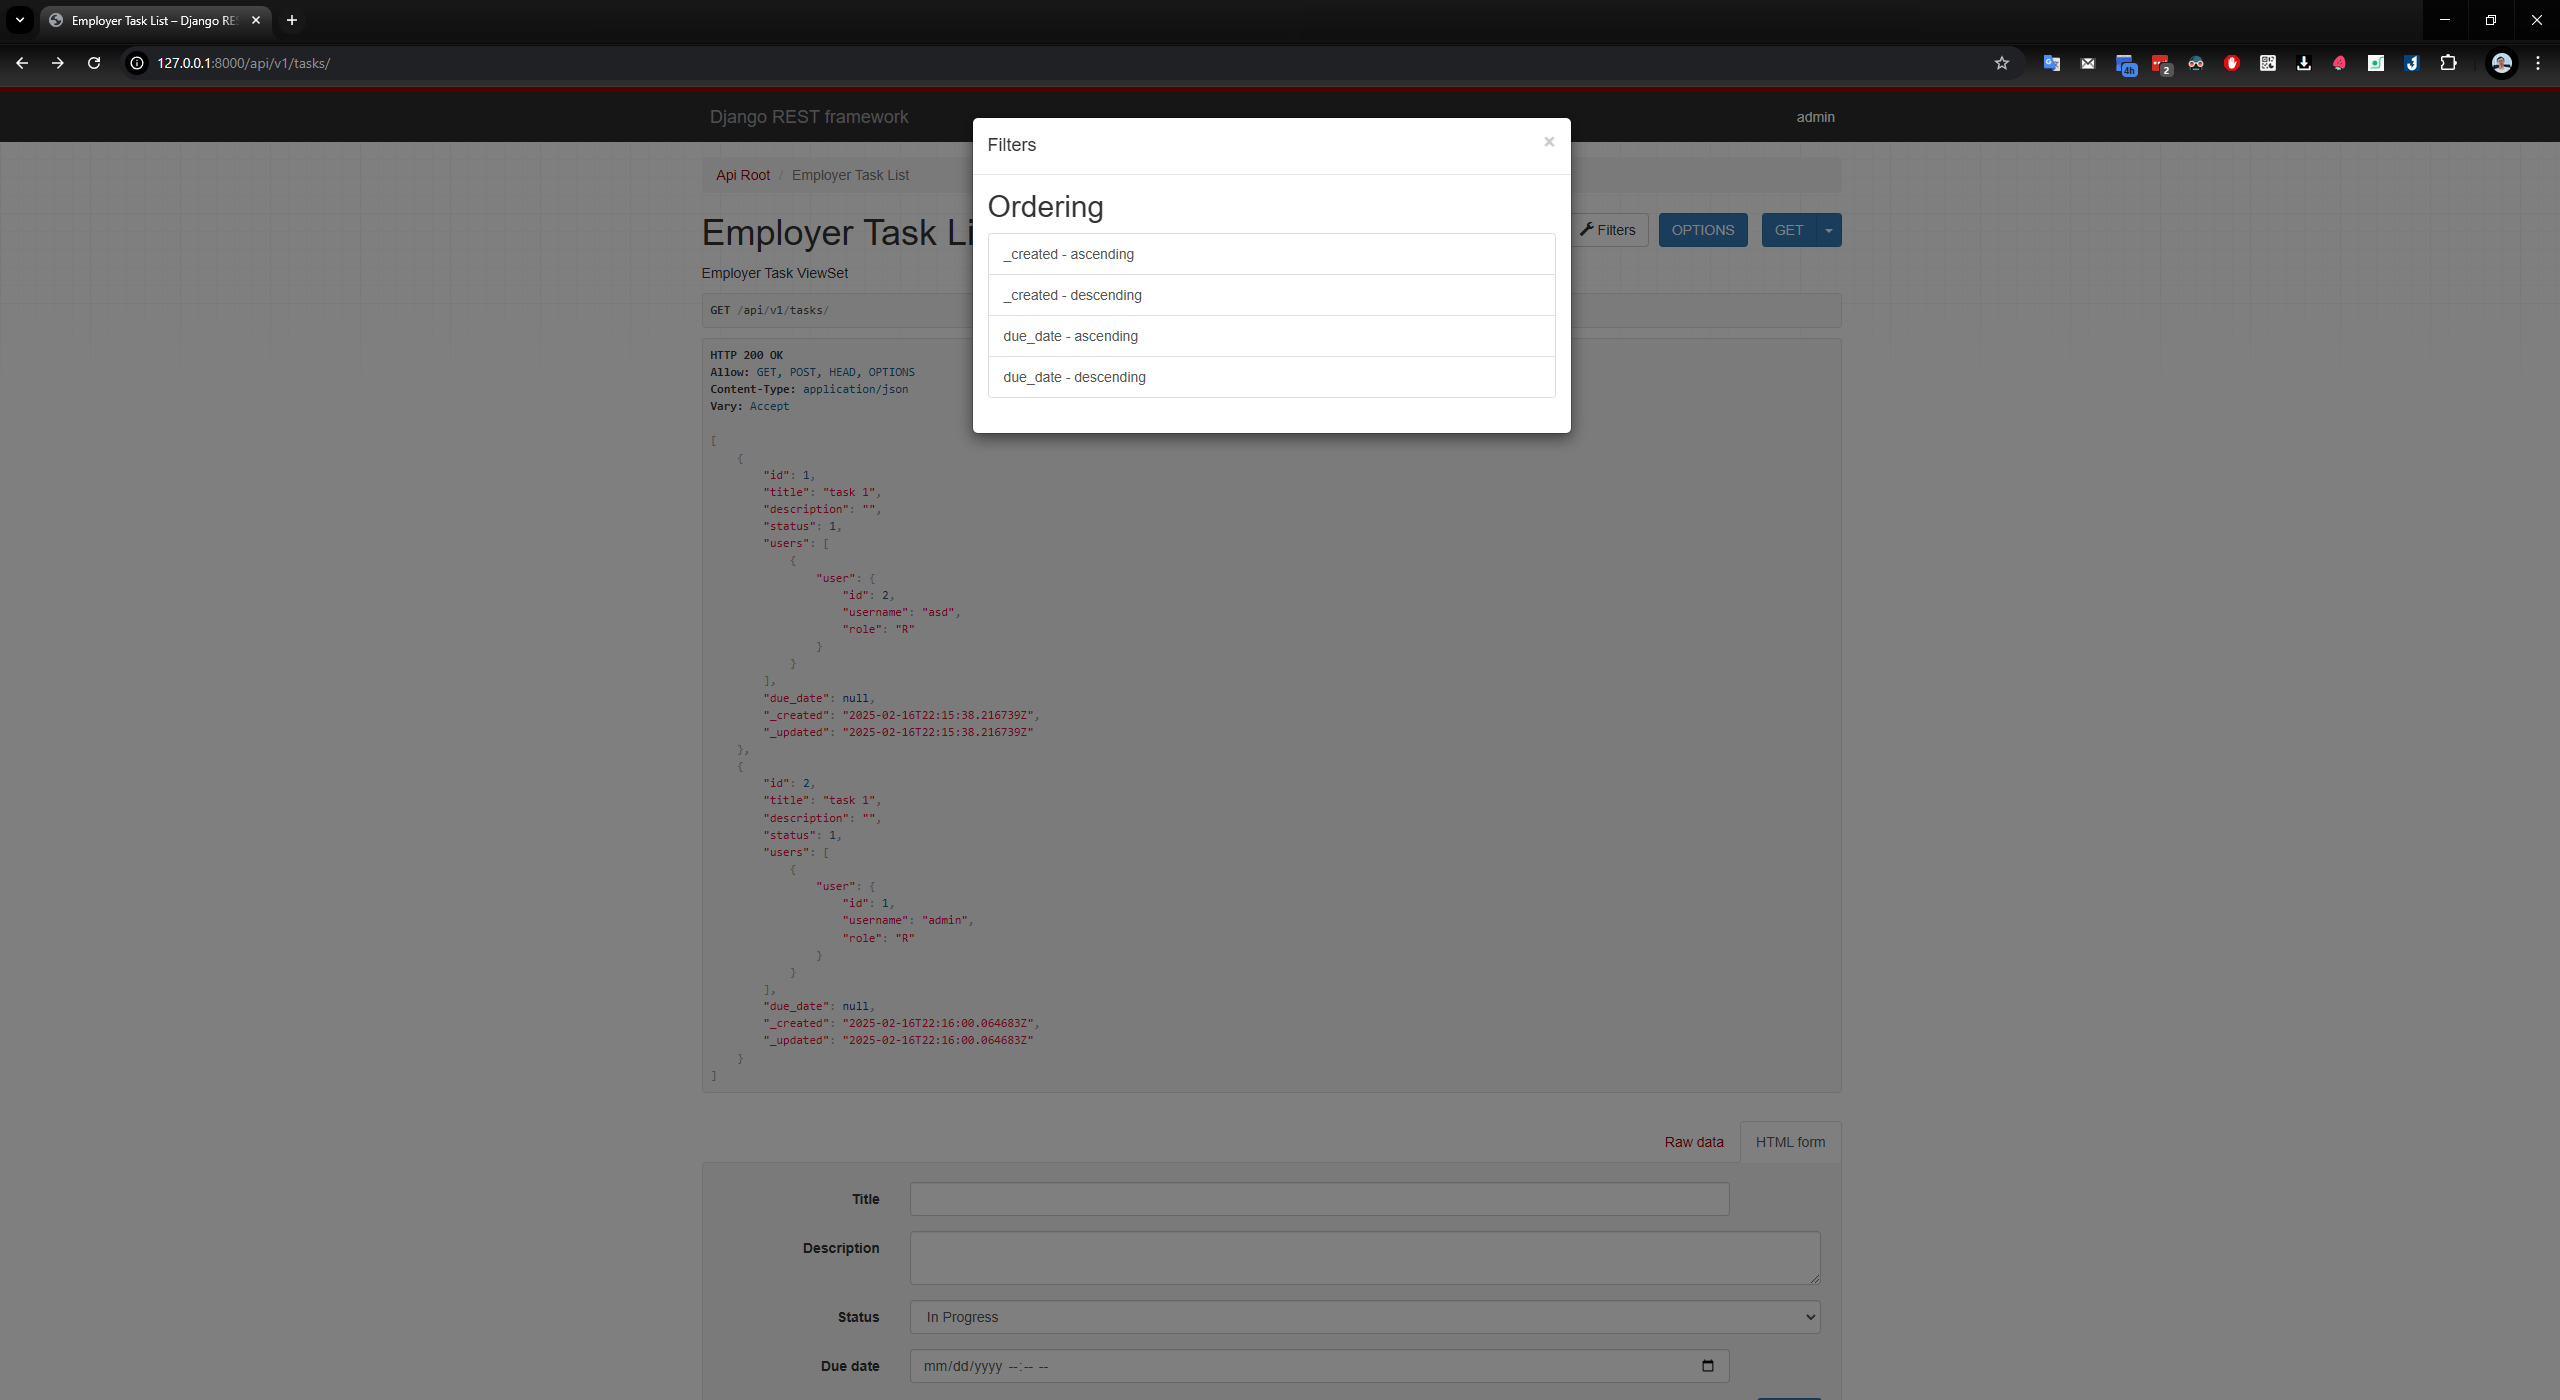 Employer Task List – Django RE
127.0.0.1:8000/api/v1/tasks/
4h
2
Django REST framework
admin
Filters
×
Api Root / Employer Task List
Ordering
Employer Task Li
Filters
OPTIONS
GET
_created - ascending
Employer Task ViewSet
_created - descending
GET /api/v1/tasks/
due_date - ascending
HTTP 200 OK
Allow: GET, POST, HEAD, OPTIONS
due_date - descending
Content-Type: application/json
Vary: Accept
[
{
"id": 1,
"title": "task 1",
"description": "",
"status": 1,
"users": [
{
"user": {
"id": 2,
"username": "asd",
"role": "R"
}
}
],
"due_date": null,
"_created": "2025-02-16T22:15:38.216739Z",
"_updated": "2025-02-16T22:15:38.216739Z"
},
{
"id": 2,
"title": "task 1",
"description": "",
"status": 1,
"users": [
{
"user": {
"id": 1,
"username": "admin",
"role": "R"
}
}
],
"due_date": null,
"_created": "2025-02-16T22:16:00.064683Z",
"_updated": "2025-02-16T22:16:00.064683Z"
}
]
Raw data
HTML form
Title
Description
Status
In Progress
Due date
mm/dd/yyyy --:-- --